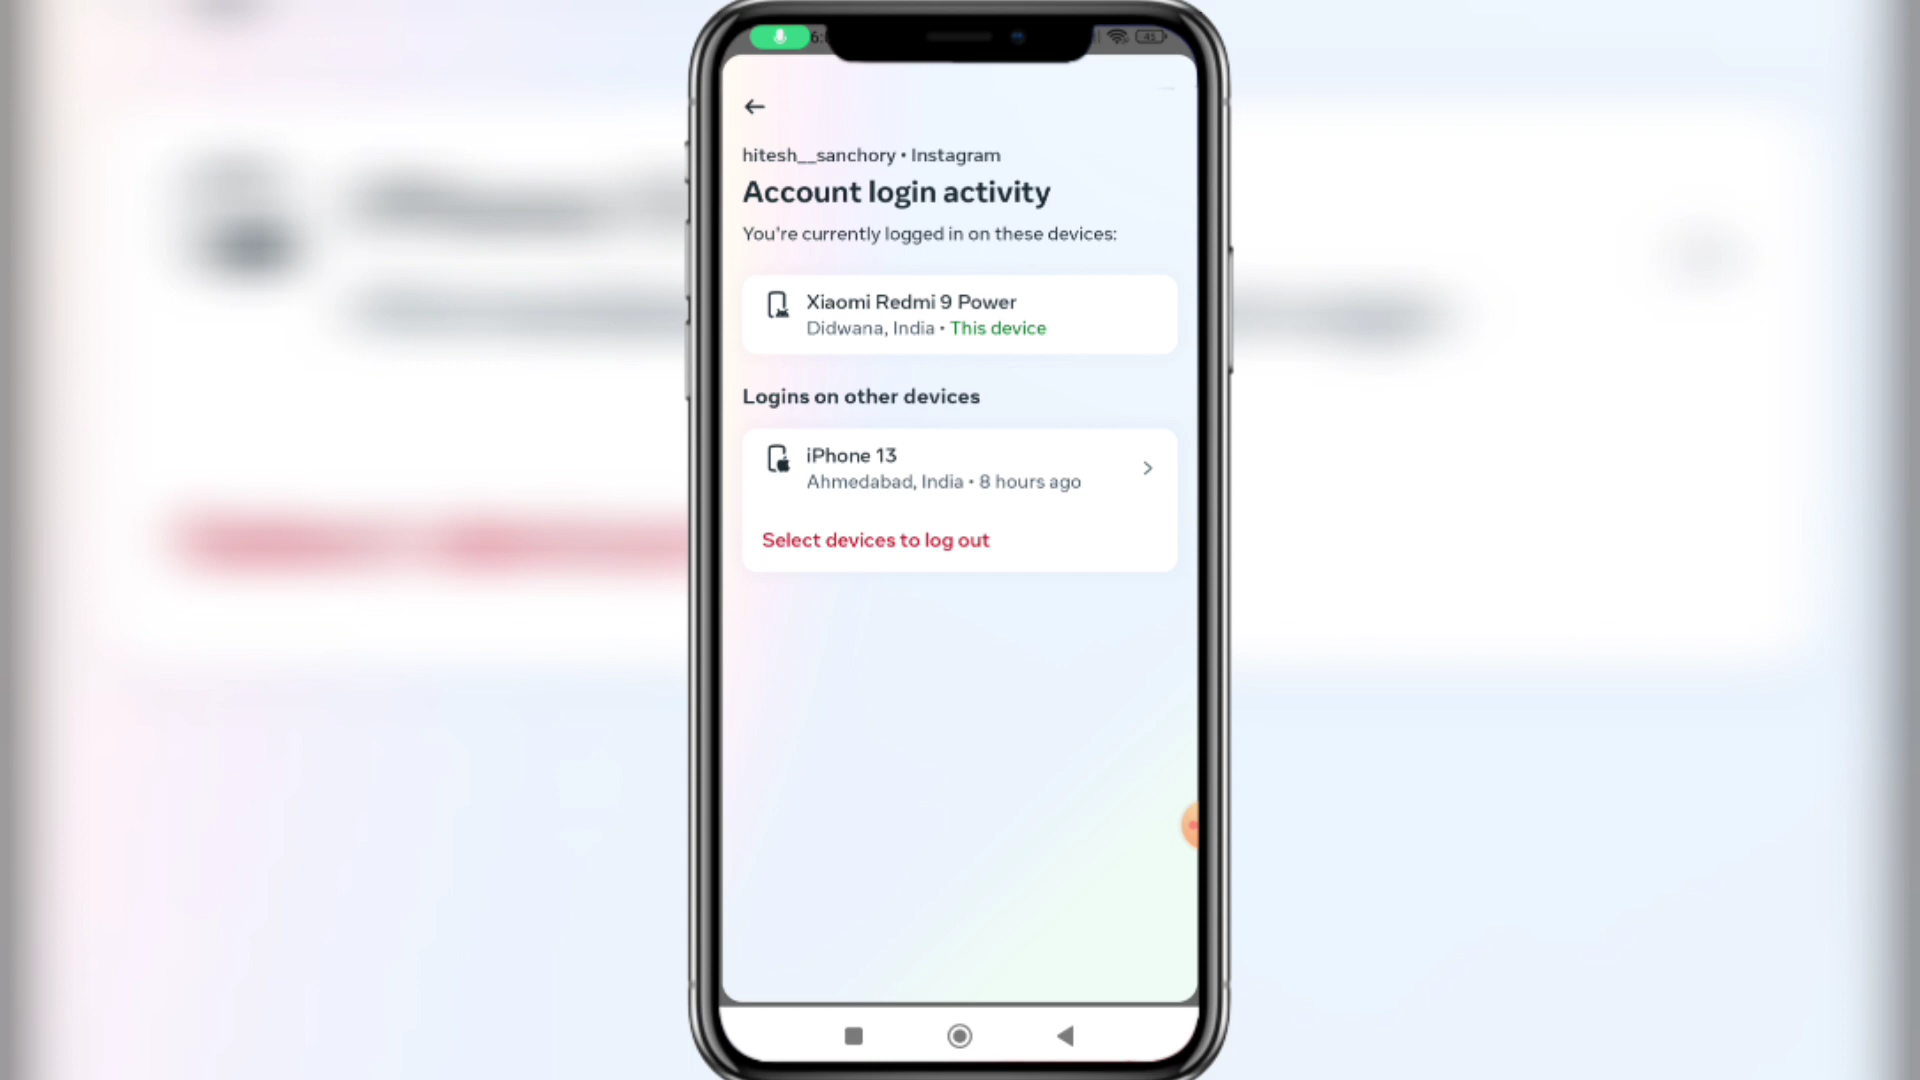 45
hitesh__sanchory • Instagram
Account login activity
You're currently logged in on these devices:
Xiaomi Redmi 9 Power
Didwana, India • This device
Logins on other devices
iPhone 13
Ahmedabad, India • 8 hours ago
Select devices to log out